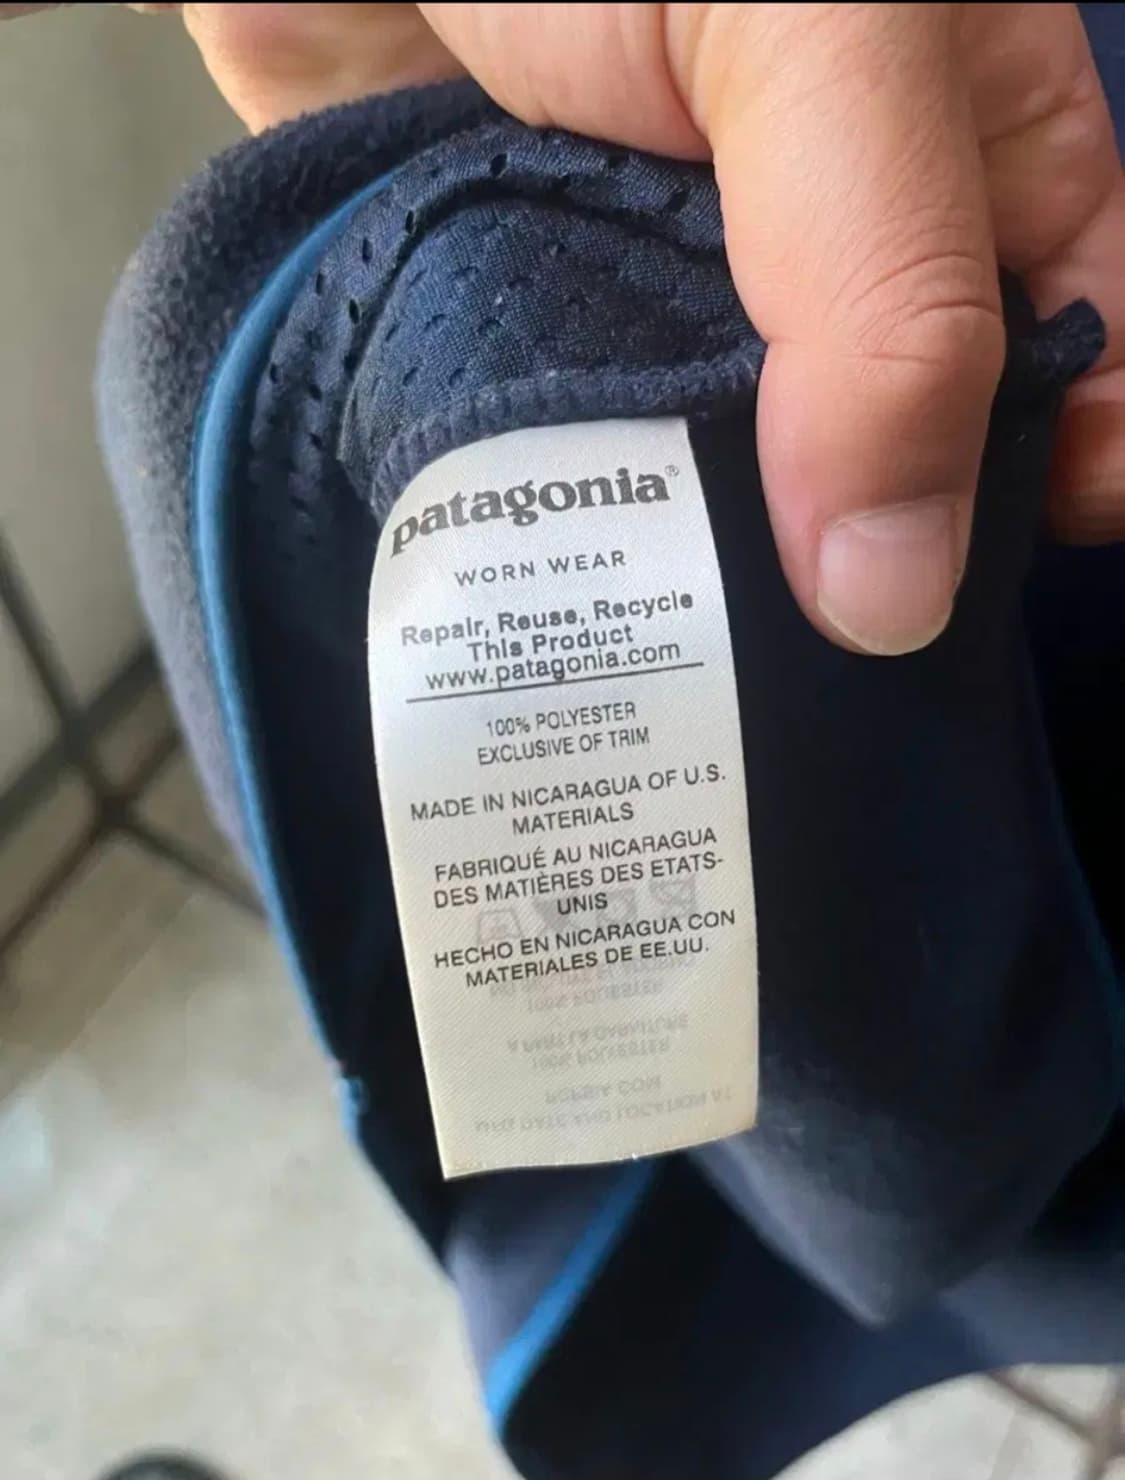 patagonia®
WORN WEAR
Repair, Reuse, Recycle
This Product
www.patagonia.com
100% POLYESTER
EXCLUSIVE OF TRIM
MADE IN NICARAGUA OF U.S.
MATERIALS
FABRIQUÉ AU NICARAGUA
DES MATIÈRES DES ETATS-
UNIS
HECHO EN NICARAGUA CON
MATERIALES DE EE.UU.